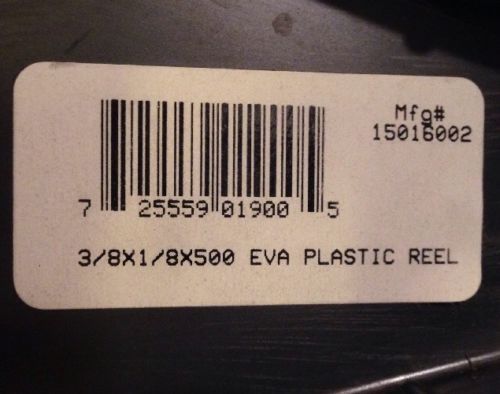 Mfg#
15016002
7 25559 01900 5
3/8X1/8X500 EVA PLASTIC REEL